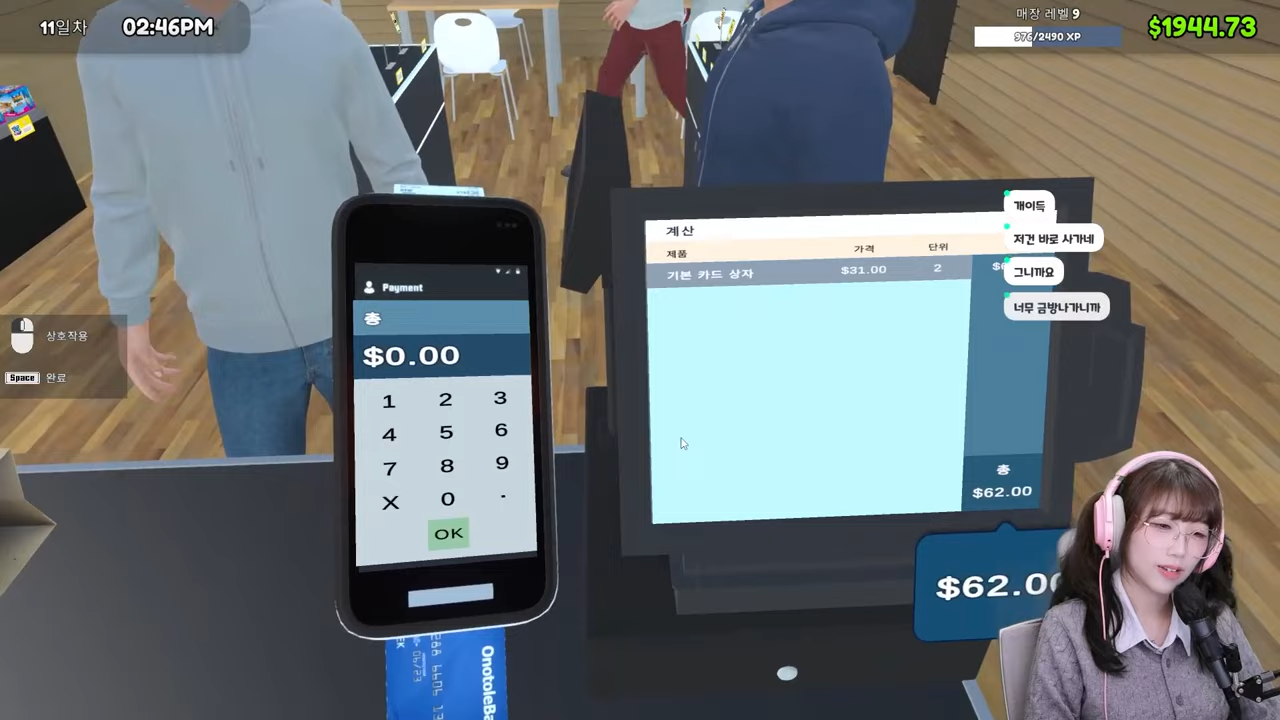 11일차 02:46PM
매장 레벨 9
976/2490 XP
$1944.73
상호작용
Space 완료
Payment
총
$0.00
1 2 3
4 5 6
7 8 9
X 0 .
OK
계산
제품 가격 단위
기본 카드 상자 $31.00 2
총
$62.00
$62.00
개이득
저건 바로 사가네
그니까요
너무 금방나가니까
06/23